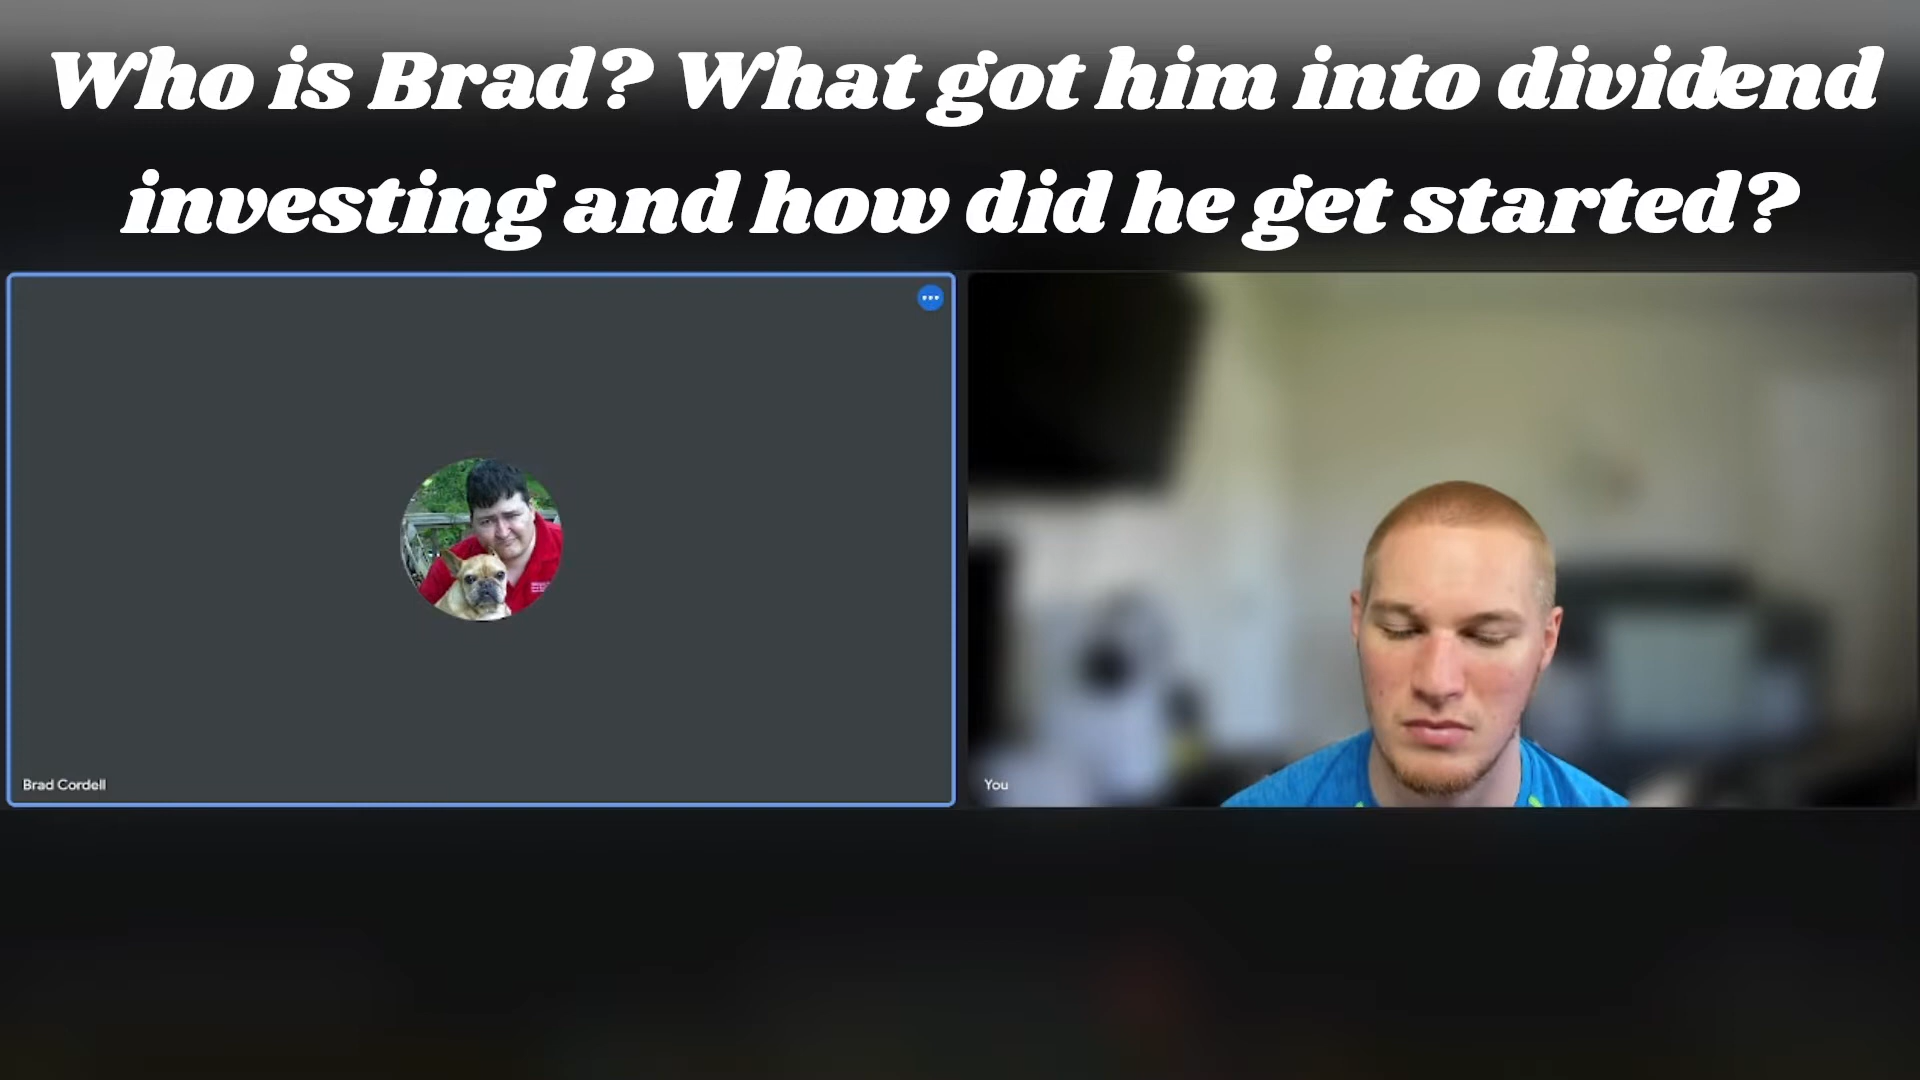 Who is Brad? What got him into dividend
investing and how did he get started?
Brad Cordell
You